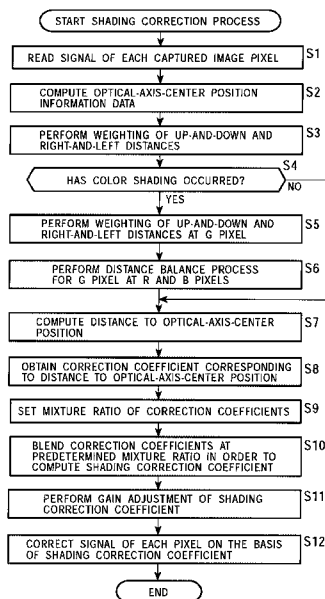 START SHADING CORRECTION PROCESS
S1
READ SIGNAL OF EACH CAPTURED IMAGE PIXEL
S2
COMPUTE OPTICAL-AXIS-CENTER POSITION
INFORMATION DATA
S3
PERFORM WEIGHTING OF UP-AND-DOWN AND
RIGHT-AND-LEFT DISTANCES
S4
HAS COLOR SHADING OCCURRED?
NO
YES
S5
PERFORM WEIGHTING OF UP-AND-DOWN AND
RIGHT-AND-LEFT DISTANCES AT G PIXEL
S6
PERFORM DISTANCE BALANCE PROCESS
FOR G PIXEL AT R AND B PIXELS
S7
COMPUTE DISTANCE TO OPTICAL-AXIS-CENTER
POSITION
S8
OBTAIN CORRECTION COEFFICIENT CORRESPONDING
TO DISTANCE TO OPTICAL-AXIS-CENTER POSITION
S9
SET MIXTURE RATIO OF CORRECTION COEFFICIENTS
S10
BLEND CORRECTION COEFFICIENTS AT
PREDETERMINED MIXTURE RATIO IN ORDER TO
COMPUTE SHADING CORRECTION COEFFICIENT
S11
PERFORM GAIN ADJUSTMENT OF SHADING
CORRECTION COEFFICIENT
S12
CORRECT SIGNAL OF EACH PIXEL ON THE BASIS
OF SHADING CORRECTION COEFFICIENT
END